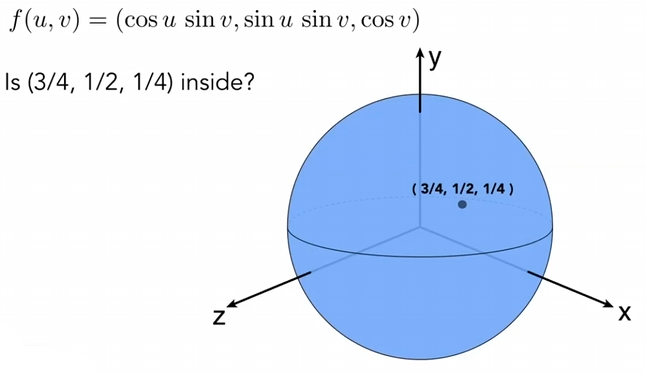 f(u, v) = (cos u sin v, sin u sin v, cos v)
Is (3/4, 1/2, 1/4) inside?
y
( 3/4, 1/2, 1/4 )
z
x